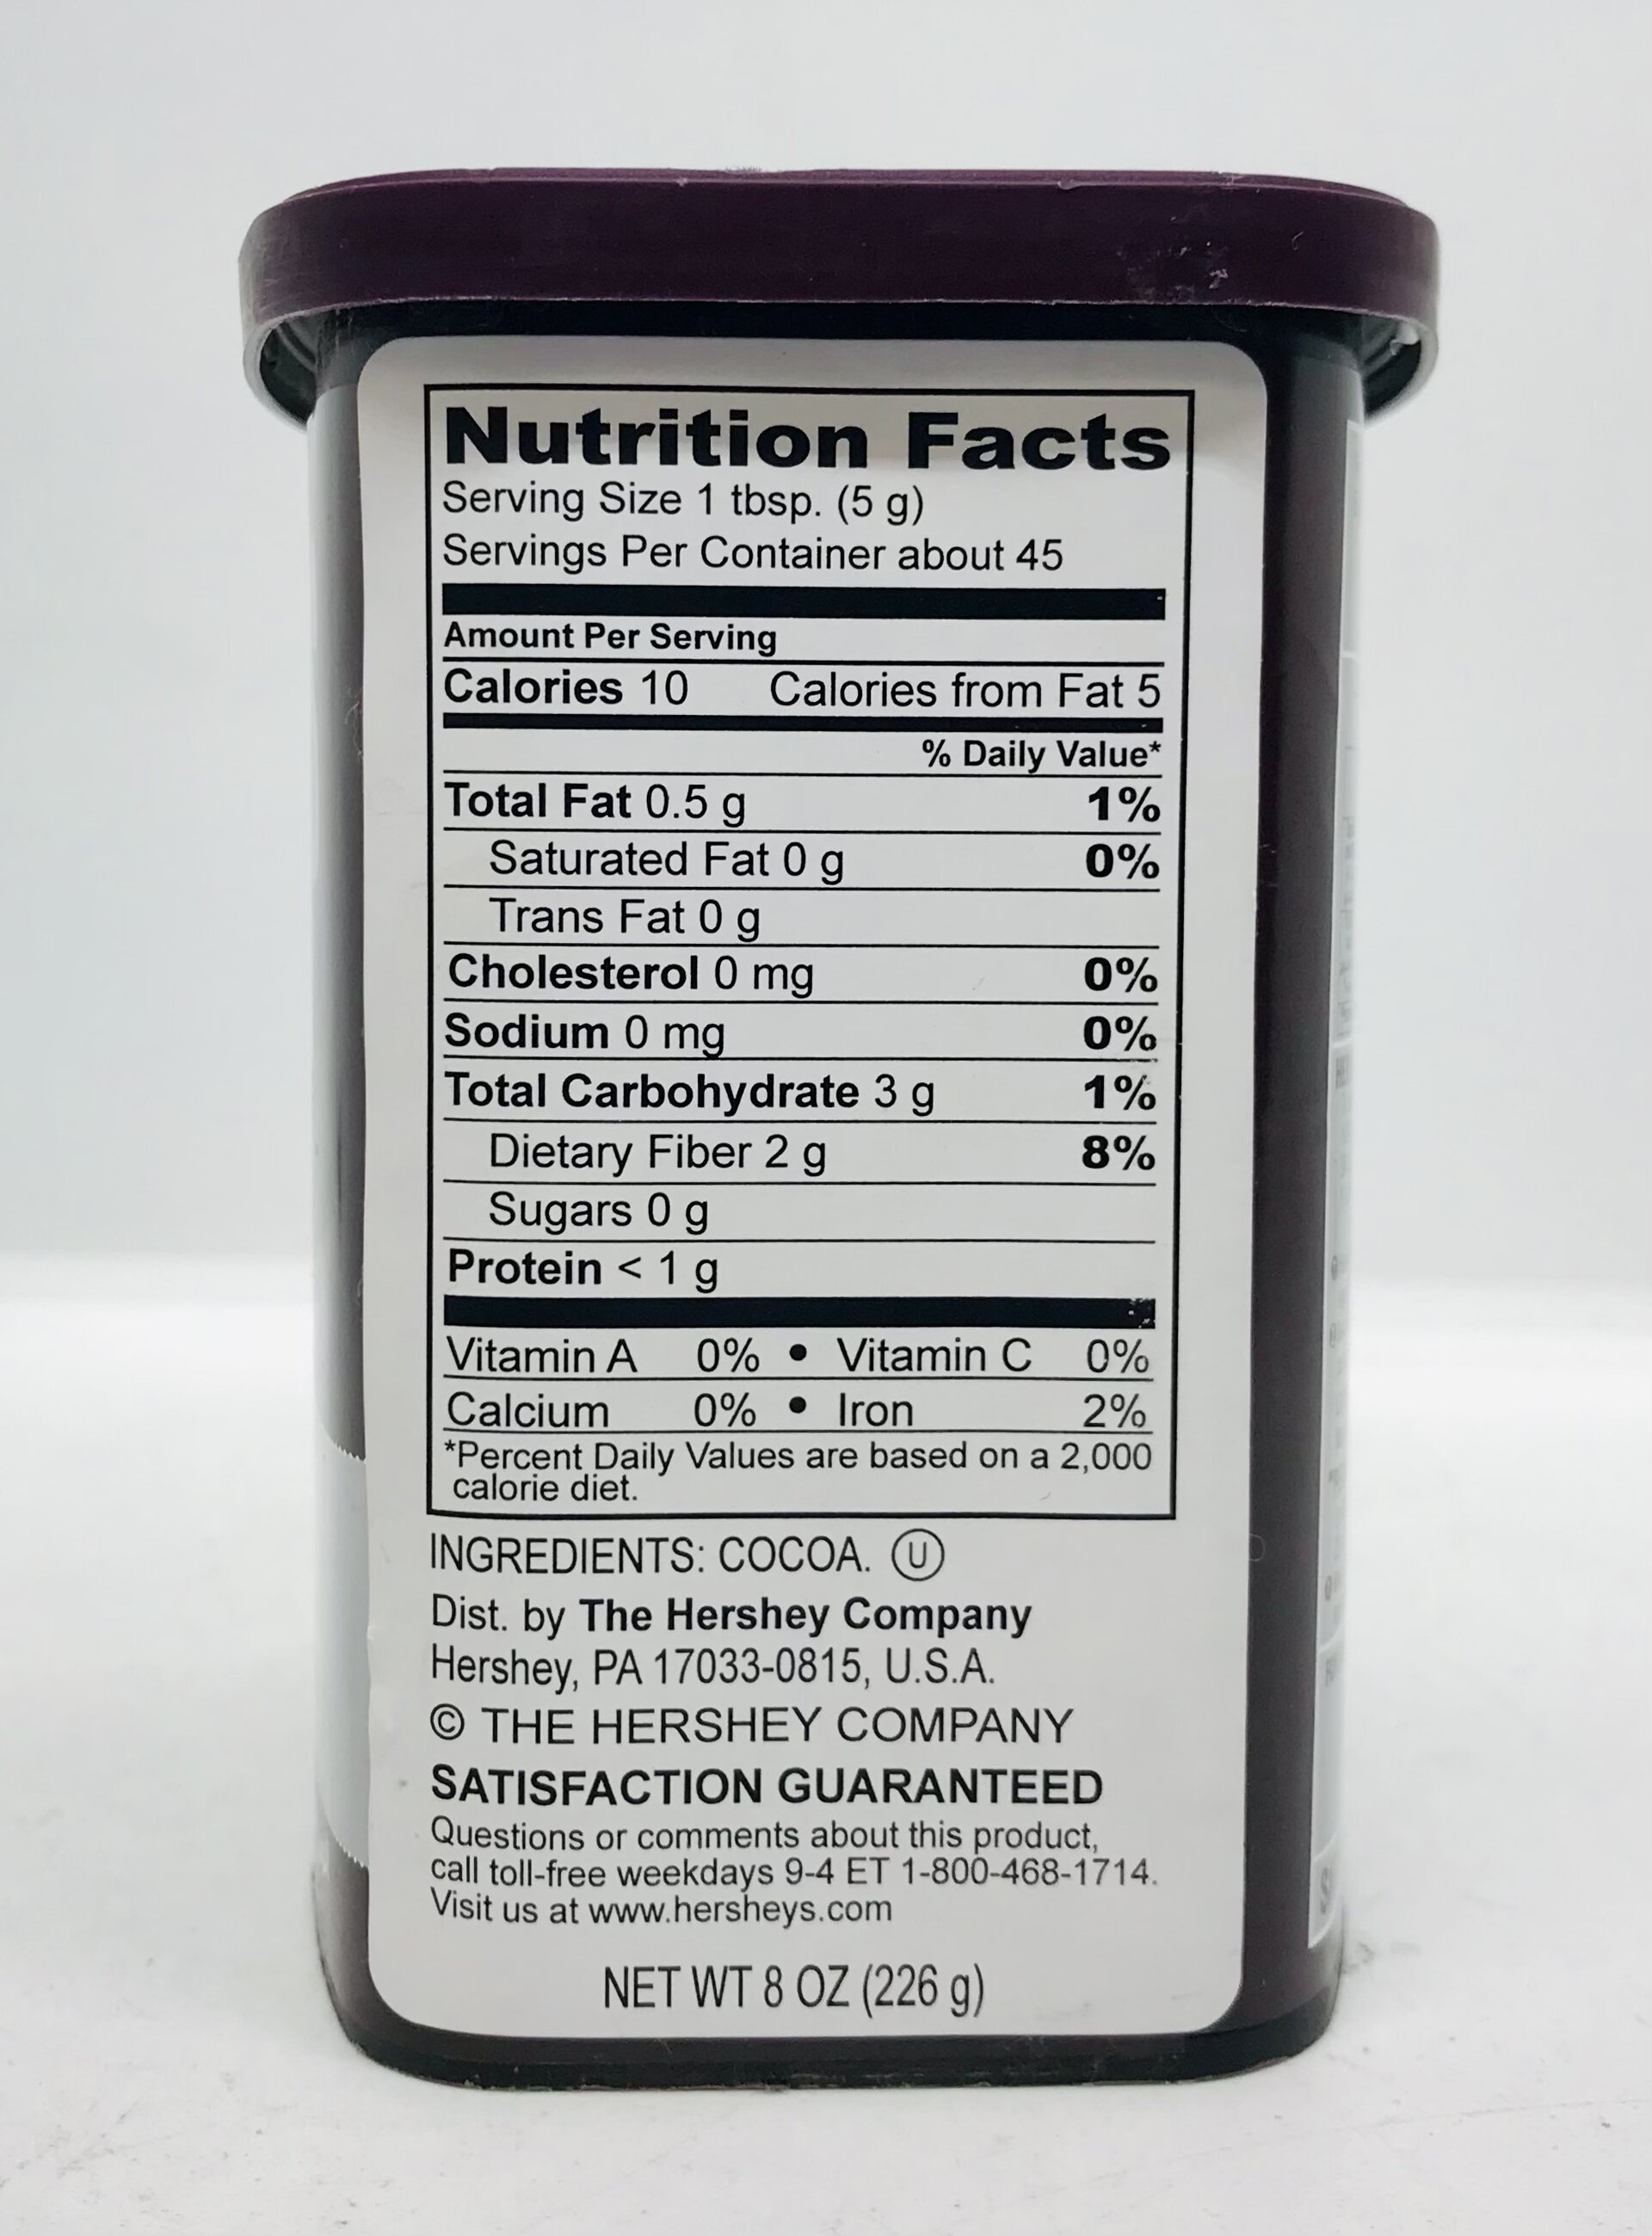 Nutrition Facts
Serving Size 1 tbsp. (5 g)
Servings Per Container about 45
Amount Per Serving
Calories 10 Calories from Fat 5
% Daily Value*
Total Fat 0.5 g 1%
Saturated Fat 0 g 0%
Trans Fat 0 g
Cholesterol 0 mg 0%
Sodium 0 mg 0%
Total Carbohydrate 3 g 1%
Dietary Fiber 2 g 8%
Sugars 0 g
Protein < 1 g
Vitamin A 0% • Vitamin C 0%
Calcium 0% • Iron 2%
*Percent Daily Values are based on a 2,000
calorie diet.
INGREDIENTS: COCOA. Ⓤ
Dist. by The Hershey Company
Hershey, PA 17033-0815, U.S.A.
© THE HERSHEY COMPANY
SATISFACTION GUARANTEED
Questions or comments about this product,
call toll-free weekdays 9-4 ET 1-800-468-1714.
Visit us at www.hersheys.com
NET WT 8 OZ (226 g)